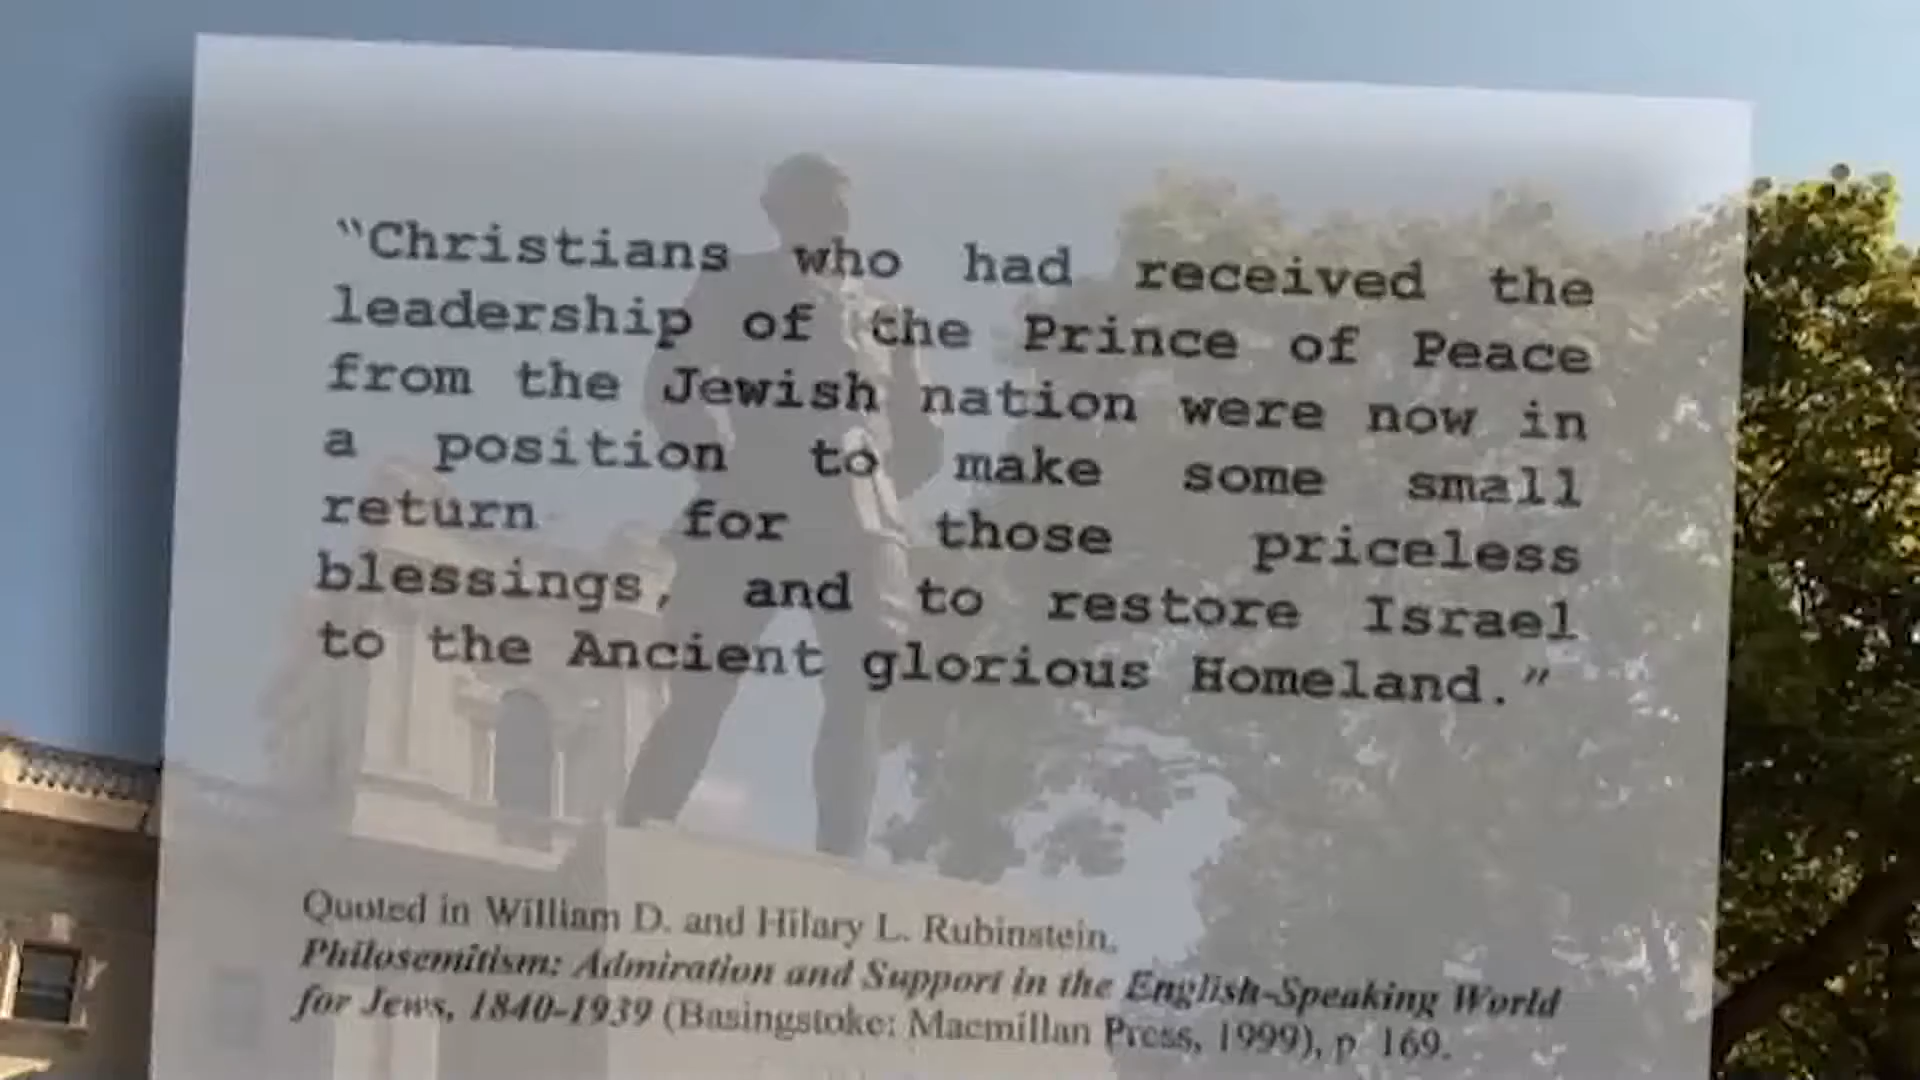 “Christians who had received the
leadership of the Prince of Peace
from the Jewish nation were now in
a position to make some small
return for those priceless
blessings, and to restore Israel
to the Ancient glorious Homeland.”
Quoted in William D. and Hilary L. Rubinstein,
Philosemitism: Admiration and Support in the English-Speaking World
for Jews, 1840-1939 (Basingstoke: Macmillan Press, 1999), p. 169.